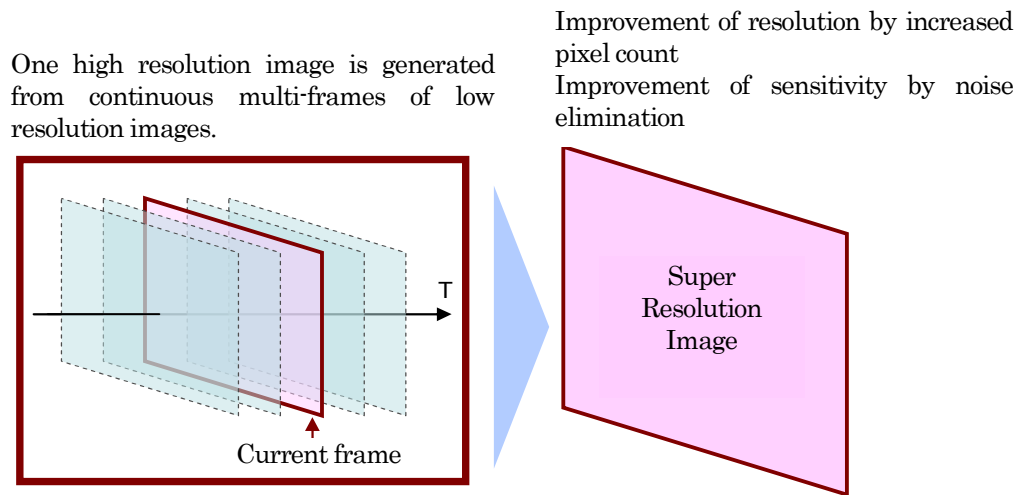 One high resolution image is generated
from continuous multi-frames of low
resolution images.
Improvement of resolution by increased
pixel count
Improvement of sensitivity by noise
elimination
T
Current frame
Super
Resolution
Image